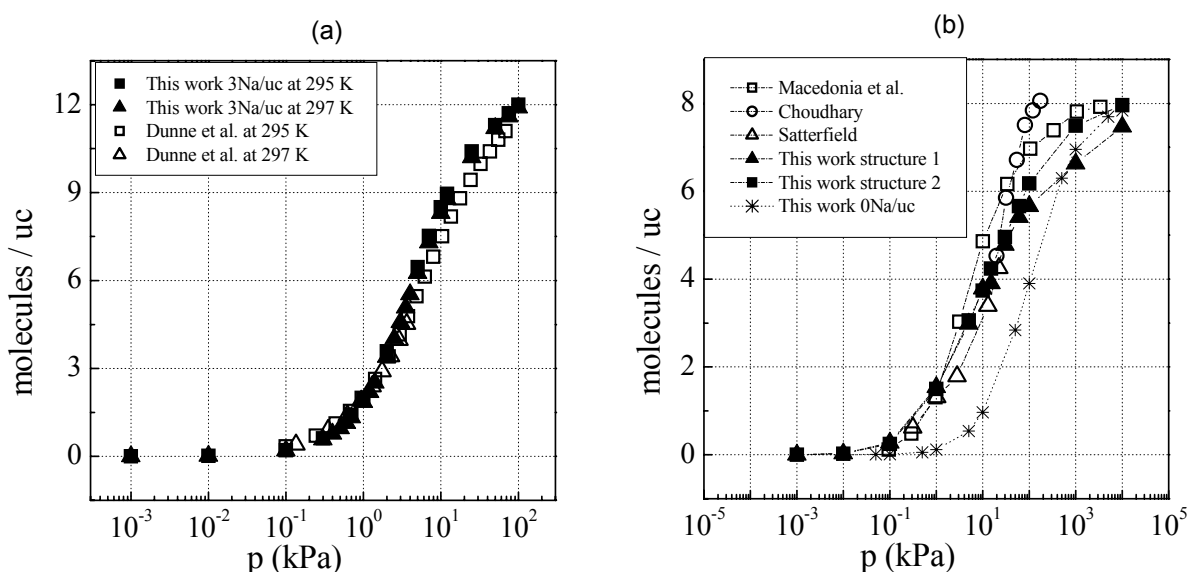 (a)
This work 3Na/uc at 295 K
This work 3Na/uc at 297 K
Dunne et al. at 295 K
Dunne et al. at 297 K
molecules / uc
12
9
6
3
0
10⁻³ 10⁻² 10⁻¹ 10⁰ 10¹ 10²
p (kPa)
(b)
Macedonia et al.
Choudhary
Satterfield
This work structure 1
This work structure 2
This work 0Na/uc
molecules / uc
8
6
4
2
0
10⁻⁵ 10⁻³ 10⁻¹ 10¹ 10³ 10⁵
p (kPa)